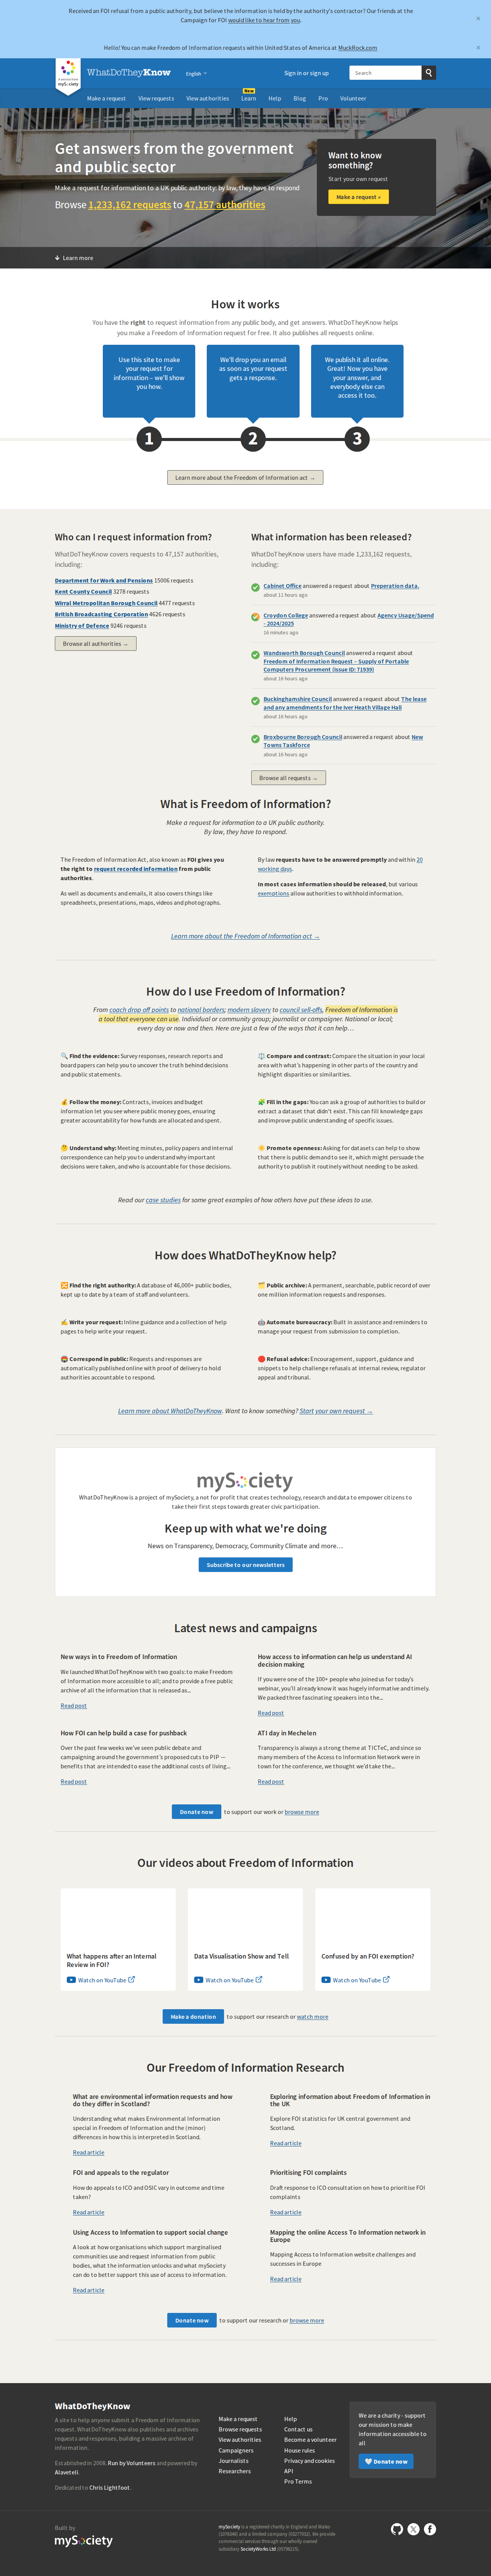 Received an FOI refusal from a public authority, but believe the information is held by the authority's contractor? Our friends at the
Campaign for FOI would like to hear from you.
×
Hello! You can make Freedom of Information requests within United States of America at MuckRock.com
×
mySociety
WhatDoTheyKnow
English
Sign in or sign up
Search
Make a request
View requests
View authorities
Learn
New
Help
Blog
Pro
Volunteer
Get answers from the government
and public sector
Make a request for information to a UK public authority: by law, they have to respond
Browse 1,233,162 requests to 47,157 authorities
Want to know
something?
Start your own request
Make a request »
Learn more
How it works
You have the right to request information from any public body, and get answers. WhatDoTheyKnow helps
you make a Freedom of Information request for free. It also publishes all requests online.
Use this site to make
your request for
information – we'll show
you how.
We'll drop you an email
as soon as your request
gets a response.
We publish it all online.
Great! Now you have
your answer, and
everybody else can
access it too.
1
2
3
Learn more about the Freedom of Information act →
Who can I request information from?
WhatDoTheyKnow covers requests to 47,157 authorities,
including:
Department for Work and Pensions 15006 requests
Kent County Council 3278 requests
Wirral Metropolitan Borough Council 4477 requests
British Broadcasting Corporation 4626 requests
Ministry of Defence 9246 requests
Browse all authorities →
What information has been released?
WhatDoTheyKnow users have made 1,233,162 requests,
including:
Cabinet Office answered a request about Preperation data.
about 11 hours ago
Croydon College answered a request about Agency Usage/Spend
- 2024/2025
16 minutes ago
Wandsworth Borough Council answered a request about
Freedom of Information Request – Supply of Portable
Computers Procurement (Issue ID: 71939)
about 16 hours ago
Buckinghamshire Council answered a request about The lease
and any amendments for the Iver Heath Village Hall
about 16 hours ago
Broxbourne Borough Council answered a request about New
Towns Taskforce
about 16 hours ago
Browse all requests →
What is Freedom of Information?
Make a request for information to a UK public authority.
By law, they have to respond.
The Freedom of Information Act, also known as FOI gives you
the right to request recorded information from public
authorities.
As well as documents and emails, it also covers things like
spreadsheets, presentations, maps, videos and photographs.
By law requests have to be answered promptly and within 20
working days.
In most cases information should be released, but various
exemptions allow authorities to withhold information.
Learn more about the Freedom of Information act →
How do I use Freedom of Information?
From coach drop off points to national borders; modern slavery to council sell-offs, Freedom of Information is
a tool that everyone can use. Individual or community group; journalist or campaigner. National or local;
every day or now and then. Here are just a few of the ways that it can help…
🔍 Find the evidence: Survey responses, research reports and
board papers can help you to uncover the truth behind policies
and public statements.
⚖️ Compare and contrast: Compare the situation in your local
area with what's happening in other parts of the country and
highlight disparities or similarities.
💰 Follow the money: Contracts, invoices and budget
information let you see where public money goes, ensuring
greater accountability for how funds are allocated and spent.
🧩 Fill in the gaps: You can ask a group of authorities to build or
extract a dataset that didn't exist. This can fill knowledge gaps
and improve public understanding of specific issues.
🤔 Understand why: Meeting minutes, policy papers and internal
correspondence can help you to understand why important
decisions were taken, and who is accountable for those decisions.
☀️ Promote openness: Asking for datasets can help to show
that there is public demand to see it, which might persuade the
authority to publish it routinely without needing to be asked.
Read our case studies for some great examples of how others have put these ideas to use.
How does WhatDoTheyKnow help?
🔀 Find the right authority: A database of 46,000+ public bodies,
kept up to date by a team of staff and volunteers.
🗂️ Public archive: A permanent, searchable, public record of over
one million information requests and responses.
✍️ Write your request: Inline guidance and a collection of help
pages to help write your request.
🤖 Automate bureaucracy: Built in assistance and reminders to
manage your request from submission to completion.
📮 Correspond in public: Requests and responses are
automatically published online with proof of delivery to hold
authorities accountable to respond.
🛑 Refusal advice: Encouragement, support, guidance and
snippets to help challenge refusals at internal review, regulator
appeal and tribunal.
Learn more about WhatDoTheyKnow. Want to know something? Start your own request →
mySociety
WhatDoTheyKnow is a project of mySociety, a not for profit that creates technology, research and data to empower citizens to
take their first steps towards greater civic participation.
Keep up with what we're doing
News on Transparency, Democracy, Community Climate and more…
Subscribe to our newsletters
Latest news and campaigns
New ways in to Freedom of Information
We launched WhatDoTheyKnow with two goals: to make Freedom
of Information more accessible to all; and to provide a free public
archive of all the information that is released as...
Read post
How access to information can help us understand AI
decision making
If you were one of the 100+ people who joined us for today's
webinar, you'll already know it was hugely informative and timely.
We packed three fascinating speakers into the...
Read post
How FOI can help build a case for pushback
Over the past few weeks we've seen public debate and
campaigning around the government's proposed cuts to PIP —
benefits that are intended to ease the additional costs of living...
Read post
ATI day in Mechelen
Transparency is always a strong theme at TICTeC, and since so
many members of the Access to Information Network were in
town for the conference, we thought we'd take the...
Read post
Donate now to support our work or browse more
Our videos about Freedom of Information
What happens after an Internal
Review in FOI?
Watch on YouTube
Data Visualisation Show and Tell
Watch on YouTube
Confused by an FOI exemption?
Watch on YouTube
Make a donation to support our research or watch more
Our Freedom of Information Research
What are environmental information requests and how
do they differ in Scotland?
Understanding what makes Environmental Information
special in Freedom of Information and the (minor)
differences in how this is interpreted in Scotland.
Read article
Exploring information about Freedom of Information in
the UK
Explore FOI statistics for UK central government and
Scotland.
Read article
FOI and appeals to the regulator
How do appeals to ICO and OSIC vary in outcome and time
taken?
Read article
Prioritising FOI complaints
Draft response to ICO consultation on how to prioritise FOI
complaints
Read article
Using Access to Information to support social change
A look at how organisations which support marginalised
communities use and request information from public
bodies, what the information unlocks and what mySociety
can do to better support this use of access to information.
Read article
Mapping the online Access To Information network in
Europe
Mapping Access to Information website challenges and
successes in Europe
Read article
Donate now to support our research or browse more
WhatDoTheyKnow
A site to help anyone submit a Freedom of Information
request. WhatDoTheyKnow also publishes and archives
requests and responses, building a massive archive of
information.
Established in 2008. Run by Volunteers and powered by
Alaveteli.
Dedicated to Chris Lightfoot.
Make a request
Browse requests
View authorities
Campaigners
Journalists
Researchers
Help
Contact us
Become a volunteer
House rules
Privacy and cookies
API
Pro Terms
We are a charity - support
our mission to make
information accessible to
all
🤍 Donate now
Built by
mySociety
mySociety is a registered charity in England and Wales
(1076346) and a limited company (03277032). We provide
commercial services through our wholly owned
subsidiary SocietyWorks Ltd (05798215).